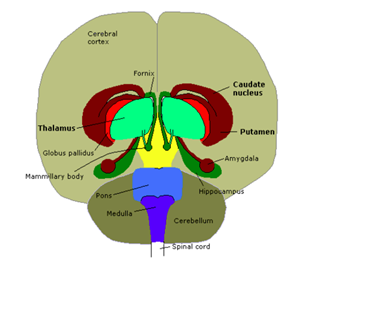 Cerebral
cortex
Fornix
Caudate
nucleus
Thalamus
Putamen
Globus pallidus
Amygdala
Mammillary body
Hippocampus
Pons
Medulla
Cerebellum
Spinal cord